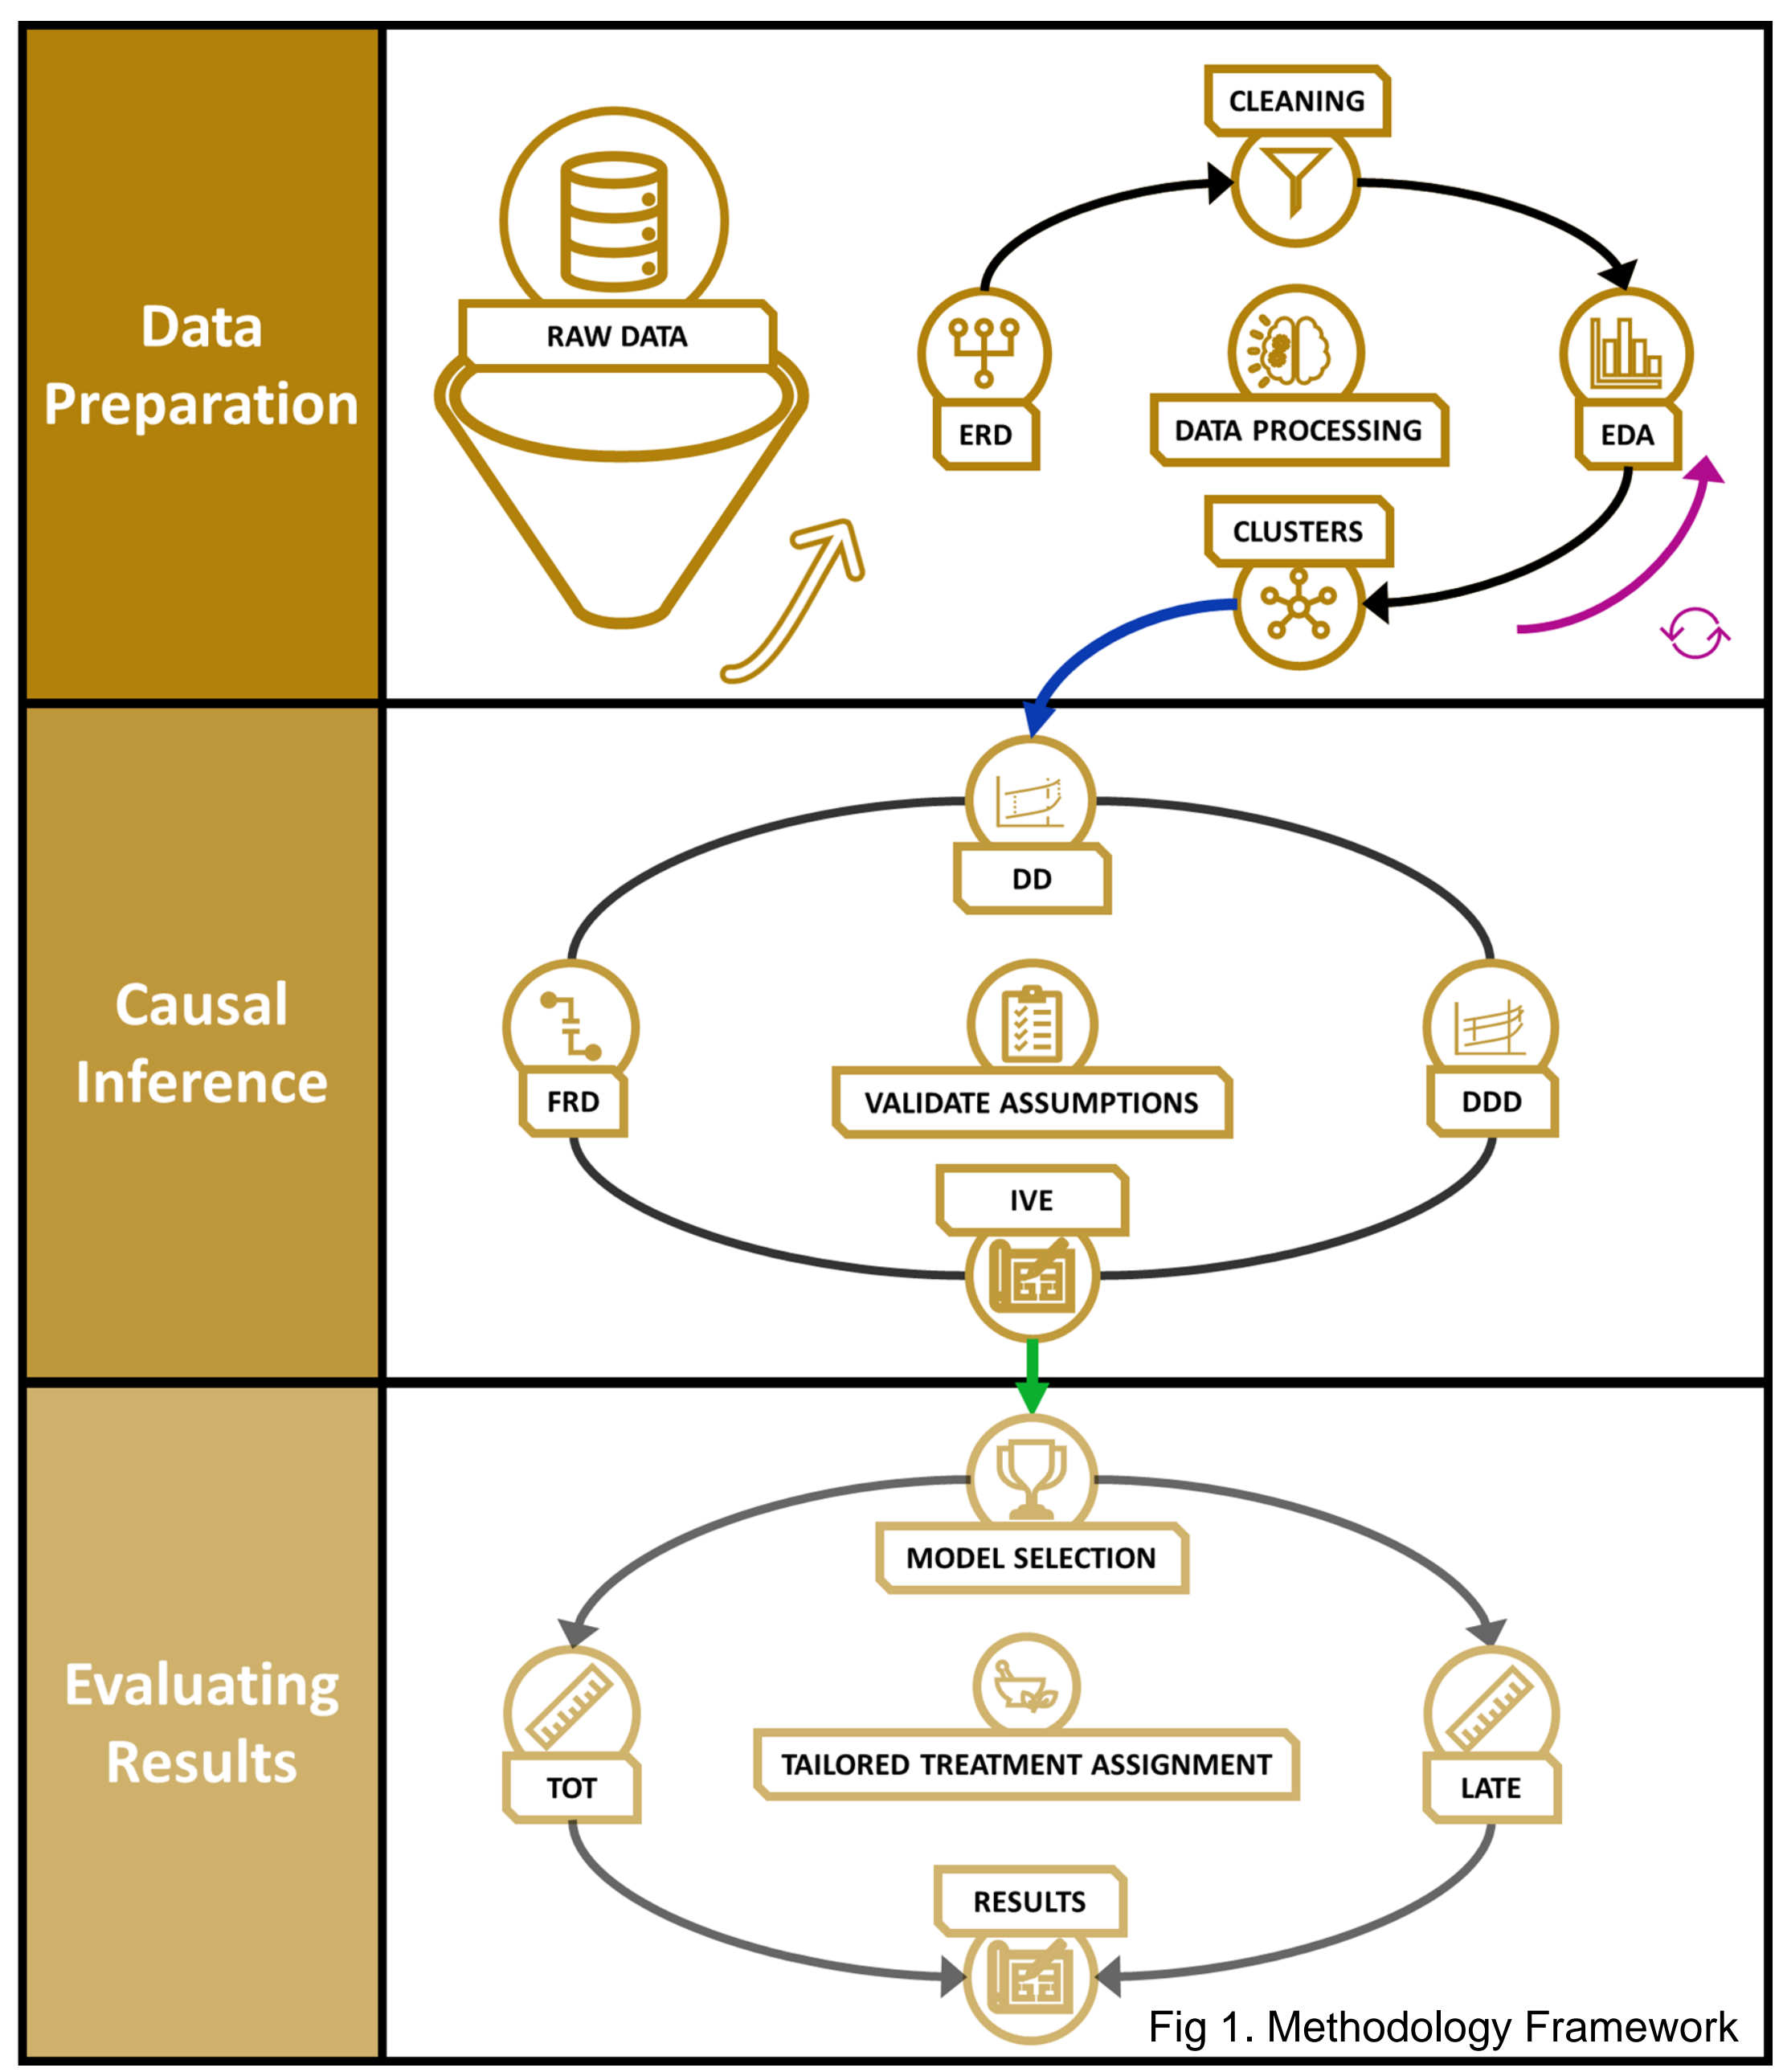 Data
Preparation
RAW DATA
CLEANING
ERD
DATA PROCESSING
EDA
CLUSTERS
Causal
Inference
DD
FRD
VALIDATE ASSUMPTIONS
DDD
IVE
Evaluating
Results
MODEL SELECTION
TOT
TAILORED TREATMENT ASSIGNMENT
LATE
RESULTS
Fig 1. Methodology Framework